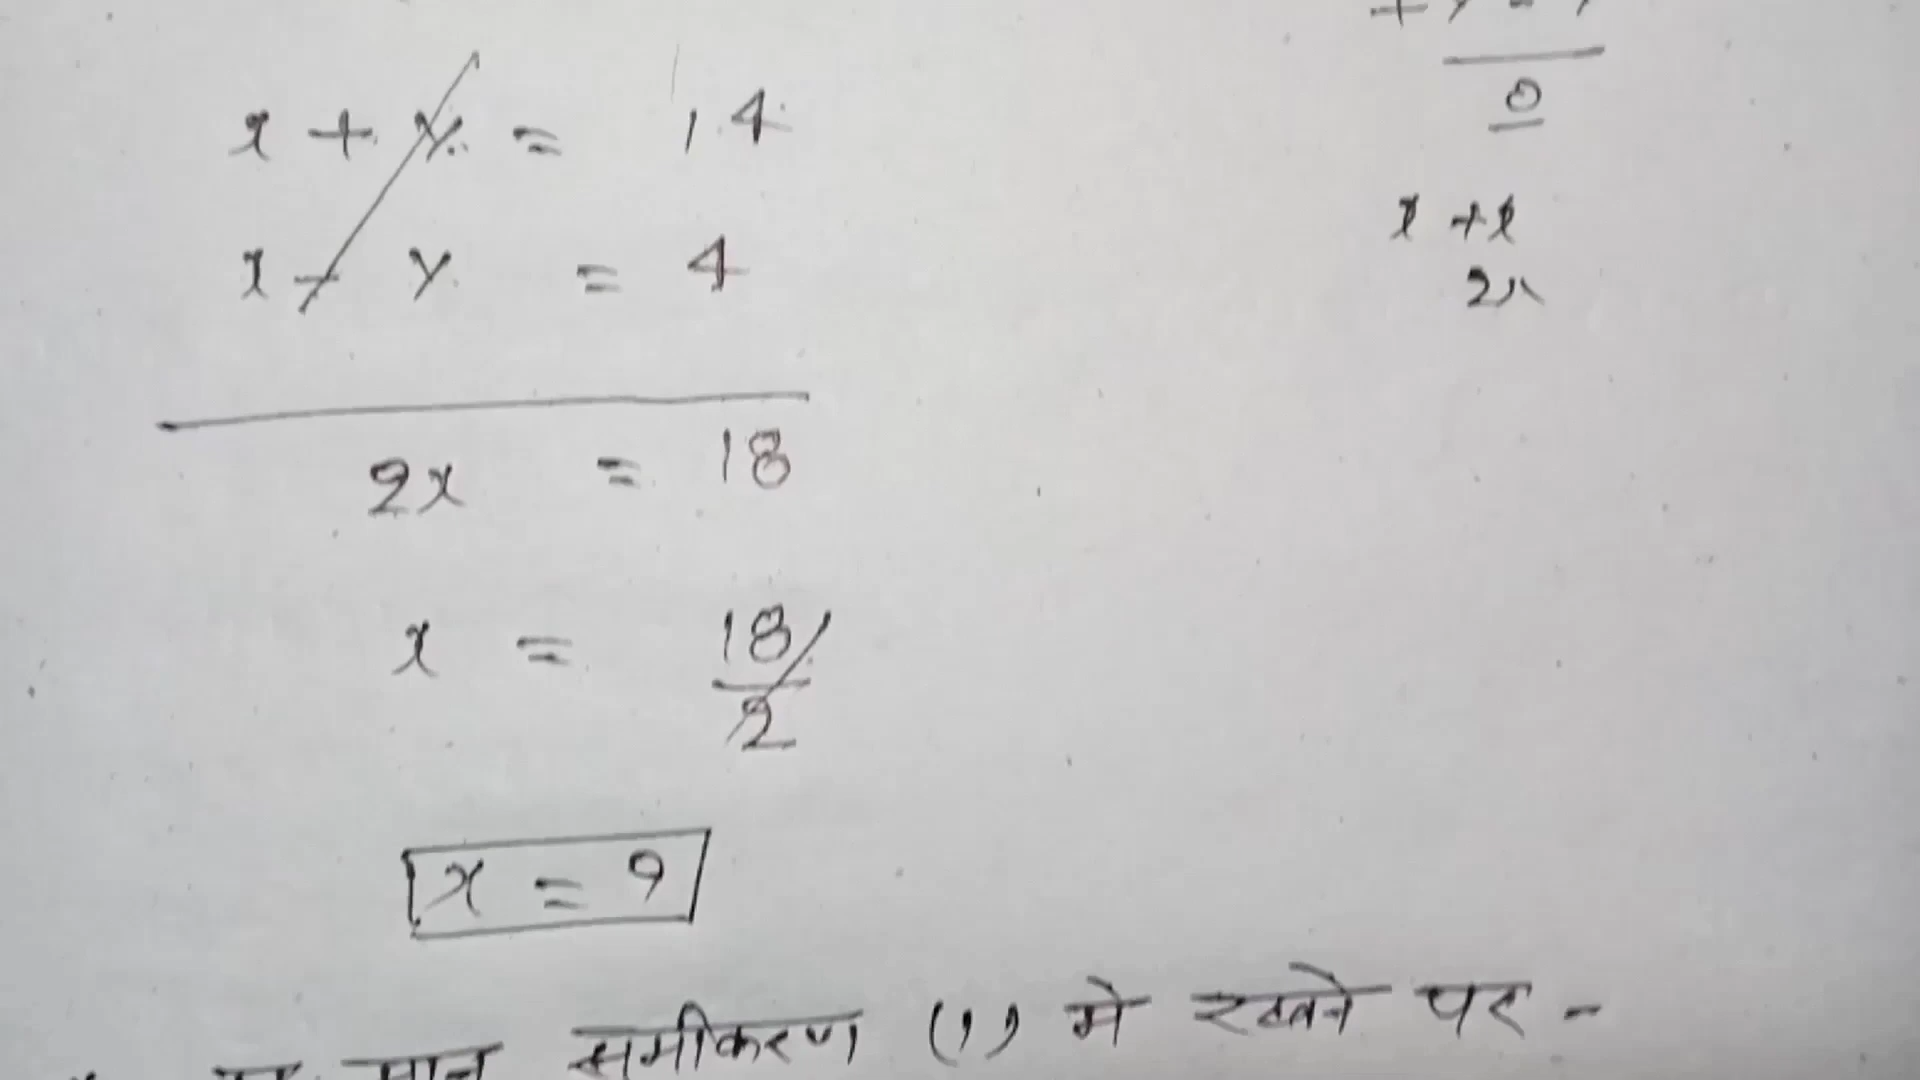 x + y = 14
x - y = 4
2x = 18
x = 18/2
x = 9
मान समीकरण (1) मे रखने पर -
0
x + x
2x